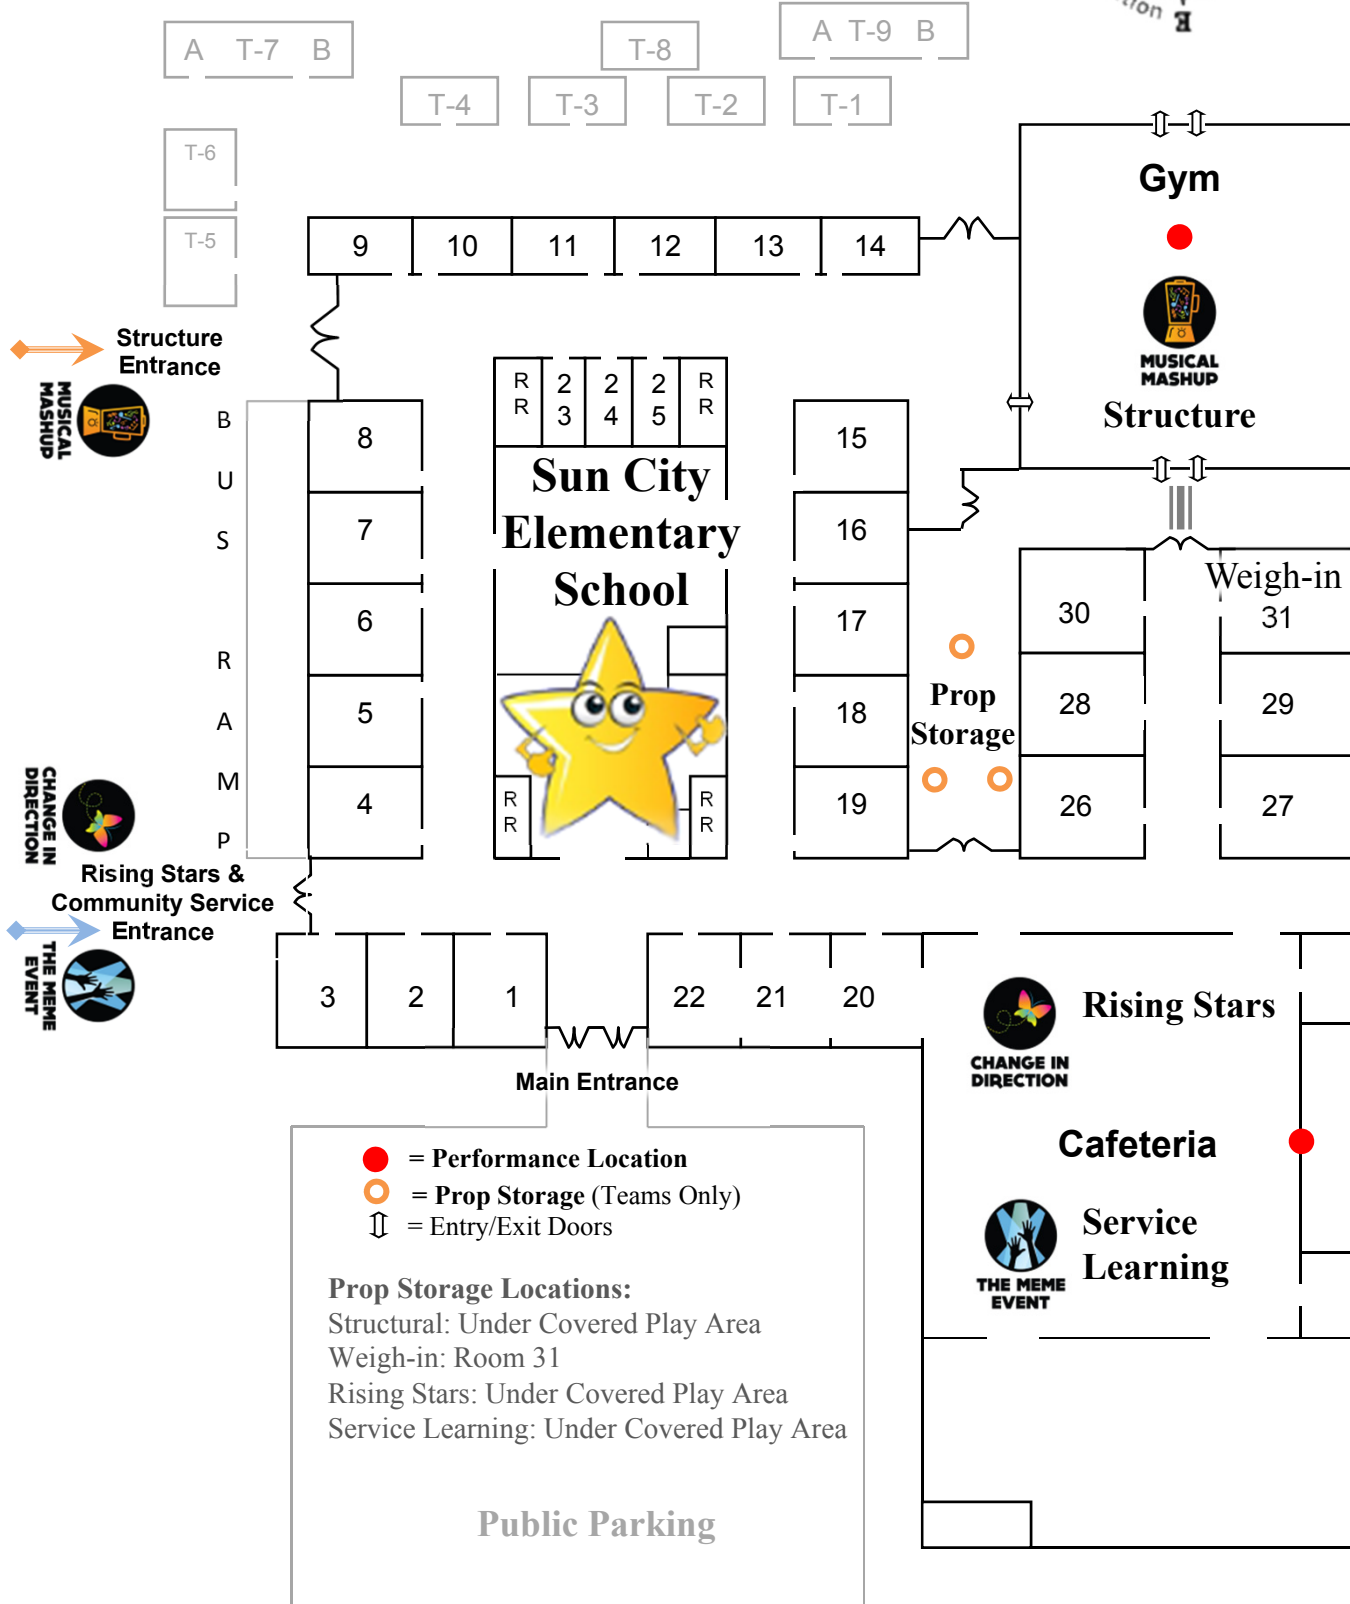 E
A T-7 B
T-8
A T-9 B
T-4
T-3
T-2
T-1
T-6
T-5
Gym
9
10
11
12
13
14
MUSICAL
MASHUP
Structure
Structure
Entrance
MUSICAL
MASHUP
B
U
S
R
A
M
P
8
7
6
5
4
R
R
2
3
2
4
2
5
R
R
Sun City
Elementary
School
R
R
R
R
15
16
17
18
19
Prop
Storage
Weigh-in
30
31
28
29
26
27
CHANGE IN
DIRECTION
Rising Stars &
Community Service
Entrance
THE MEME
EVENT
3
2
1
22
21
20
Main Entrance
Rising Stars
CHANGE IN
DIRECTION
Cafeteria
Service
Learning
THE MEME
EVENT
= Performance Location
= Prop Storage (Teams Only)
= Entry/Exit Doors
Prop Storage Locations:
Structural: Under Covered Play Area
Weigh-in: Room 31
Rising Stars: Under Covered Play Area
Service Learning: Under Covered Play Area
Public Parking